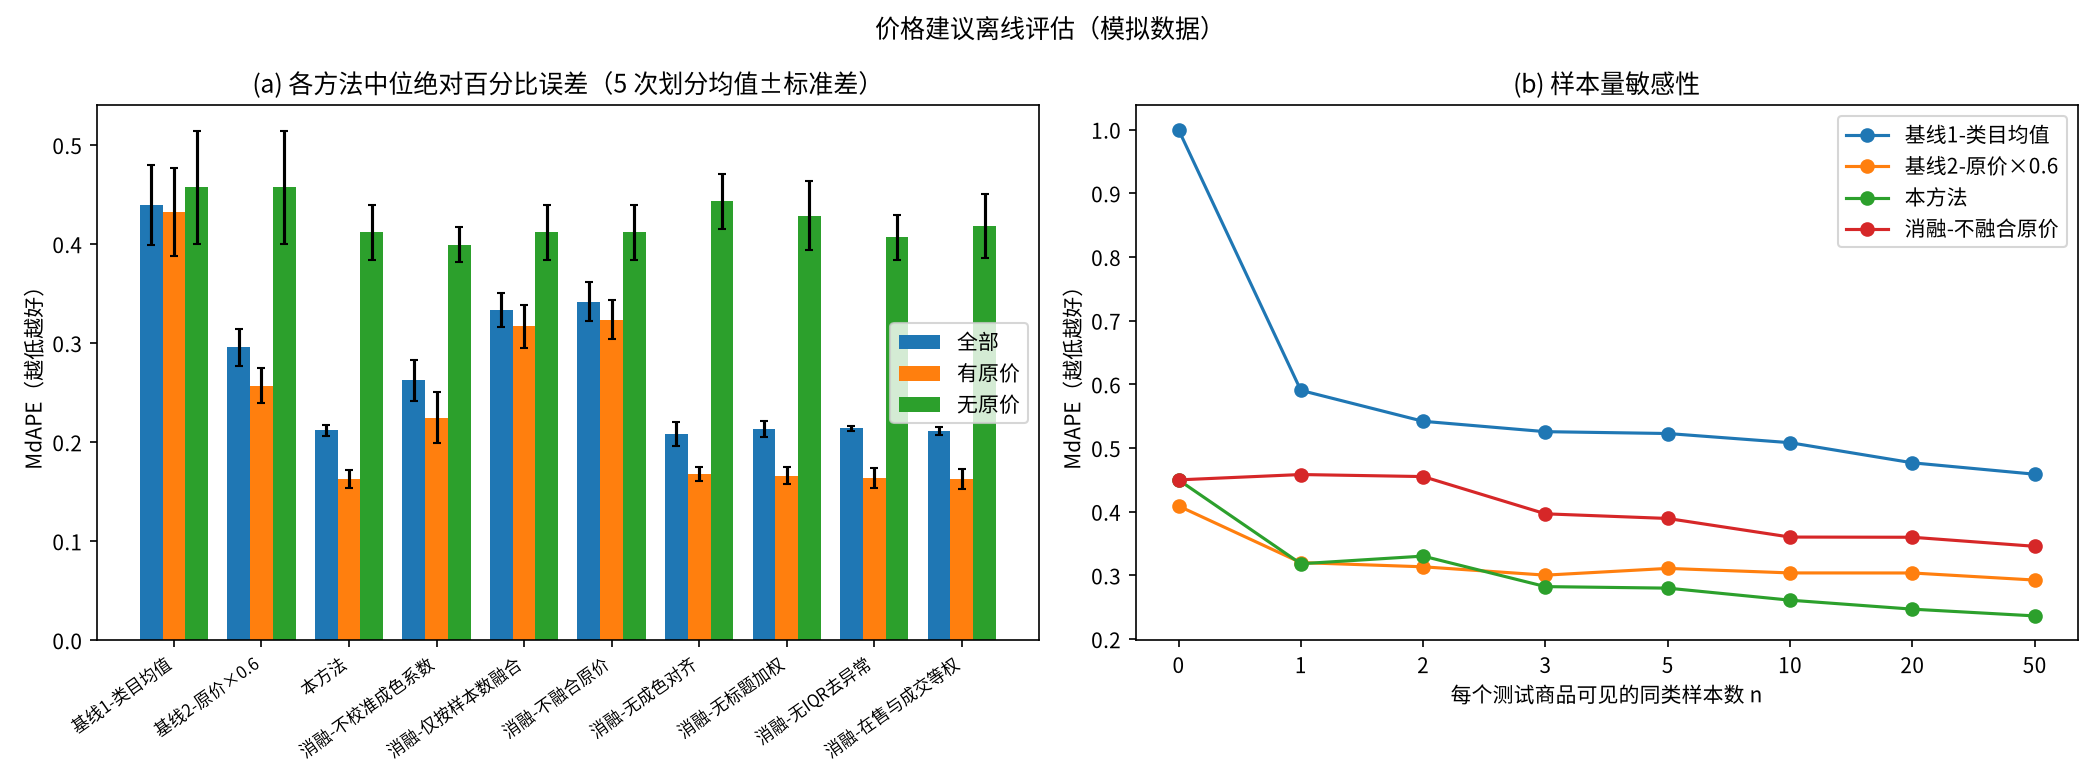 价格建议离线评估（模拟数据）
(a) 各方法中位绝对百分比误差（5 次划分均值±标准差）
MdAPE（越低越好）
0.5
0.4
0.3
0.2
0.1
0.0
全部
有原价
无原价
基线1-类目均值
基线2-原价×0.6
本方法
消融-不校准成色系数
消融-仅按样本数融合
消融-不融合原价
消融-无成色对齐
消融-无标题加权
消融-无IQR去异常
消融-在售与成交等权
(b) 样本量敏感性
MdAPE（越低越好）
1.0
0.9
0.8
0.7
0.6
0.5
0.4
0.3
0.2
基线1-类目均值
基线2-原价×0.6
本方法
消融-不融合原价
0 1 2 3 5 10 20 50
每个测试商品可见的同类样本数 n